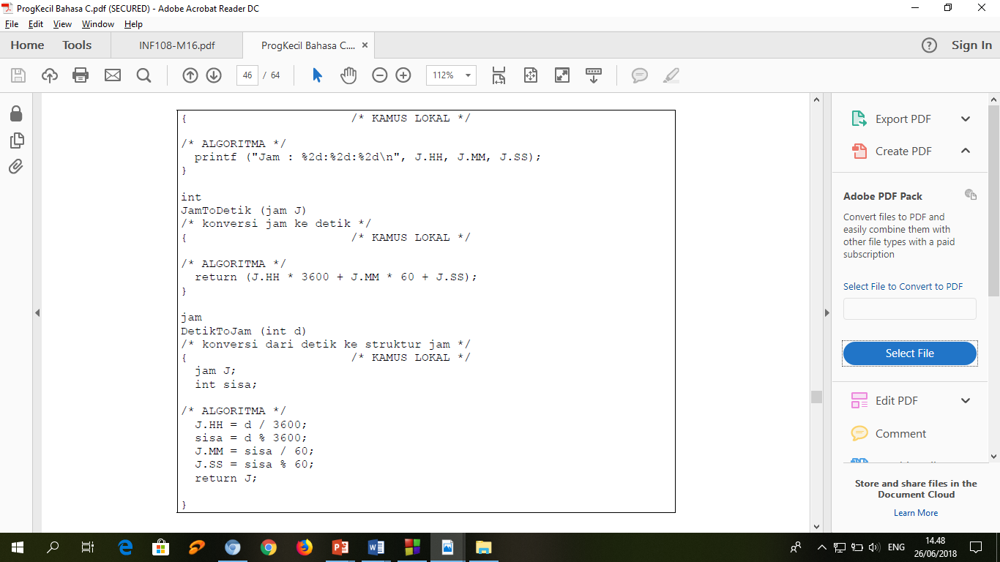 ProgKecil Bahasa C.pdf (SECURED) - Adobe Acrobat Reader DC
File Edit View Window Help
Home Tools INF108-M16.pdf ProgKecil Bahasa C.... × ? Sign In
46 / 64 112%
{ /* KAMUS LOKAL */
/* ALGORITMA */
printf ("Jam : %2d:%2d:%2d\n", J.HH, J.MM, J.SS);
}
int
JamToDetik (jam J)
/* konversi jam ke detik */
{ /* KAMUS LOKAL */
/* ALGORITMA */
return (J.HH * 3600 + J.MM * 60 + J.SS);
}
jam
DetikToJam (int d)
/* konversi dari detik ke struktur jam */
{ /* KAMUS LOKAL */
jam J;
int sisa;
/* ALGORITMA */
J.HH = d / 3600;
sisa = d % 3600;
J.MM = sisa / 60;
J.SS = sisa % 60;
return J;
}
Export PDF
Create PDF
Adobe PDF Pack
Convert files to PDF and
easily combine them with
other file types with a paid
subscription
Select File to Convert to PDF
Select File
Edit PDF
Comment
Store and share files in the
Document Cloud
Learn More
ENG
14.48
26/06/2018